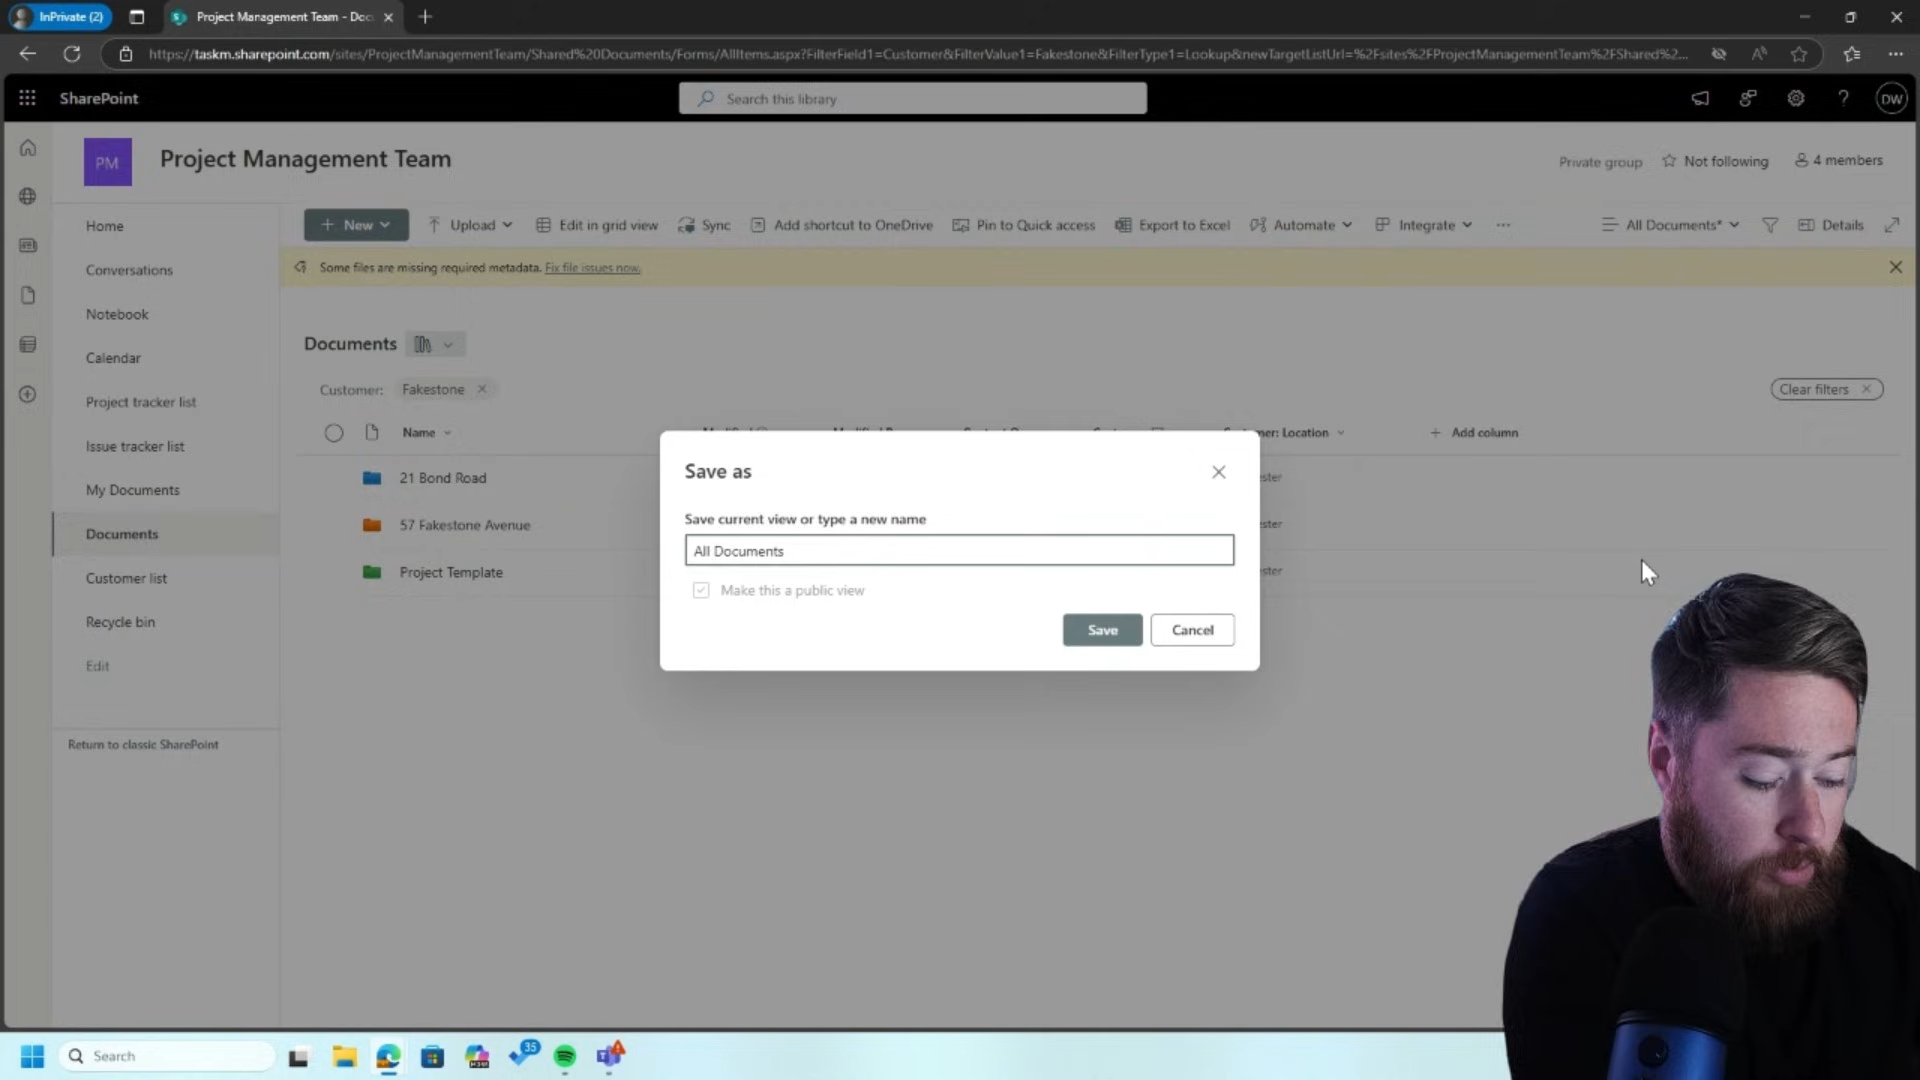 InPrivate (2)
Project Management Team - Doc
https://taskm.sharepoint.com/sites/ProjectManagementTeam/Shared%20Documents/Forms/AllItems.aspx?FilterField1=Customer&FilterValue1=Fakestone&FilterType1=Lookup&newTargetListUrl=%2Fsites%2FProjectManagementTeam%2FShared%2...
SharePoint
Search this library
DW
PM
Project Management Team
Private group
Not following
4 members
Home
Conversations
Notebook
Calendar
Project tracker list
Issue tracker list
My Documents
Documents
Customer list
Recycle bin
Edit
Return to classic SharePoint
New
Upload
Edit in grid view
Sync
Add shortcut to OneDrive
Pin to Quick access
Export to Excel
Automate
Integrate
...
All Documents*
Details
Some files are missing required metadata. Fix file issues now.
Documents
Customer: Fakestone
Clear filters
Name
mer: Location
Add column
21 Bond Road
ester
57 Fakestone Avenue
ester
Project Template
ester
Save as
Save current view or type a new name
All Documents
Make this a public view
Save
Cancel
Search
35